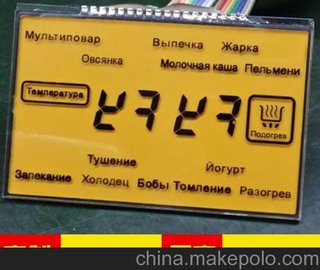 Мультиповар Выпечка Жарка
Овсянка Молочная каша Пельмени
Температура
Подогрев
Тушение Йогурт
Запекание Холодец Бобы Томление Разогрев
china.makepolo.com